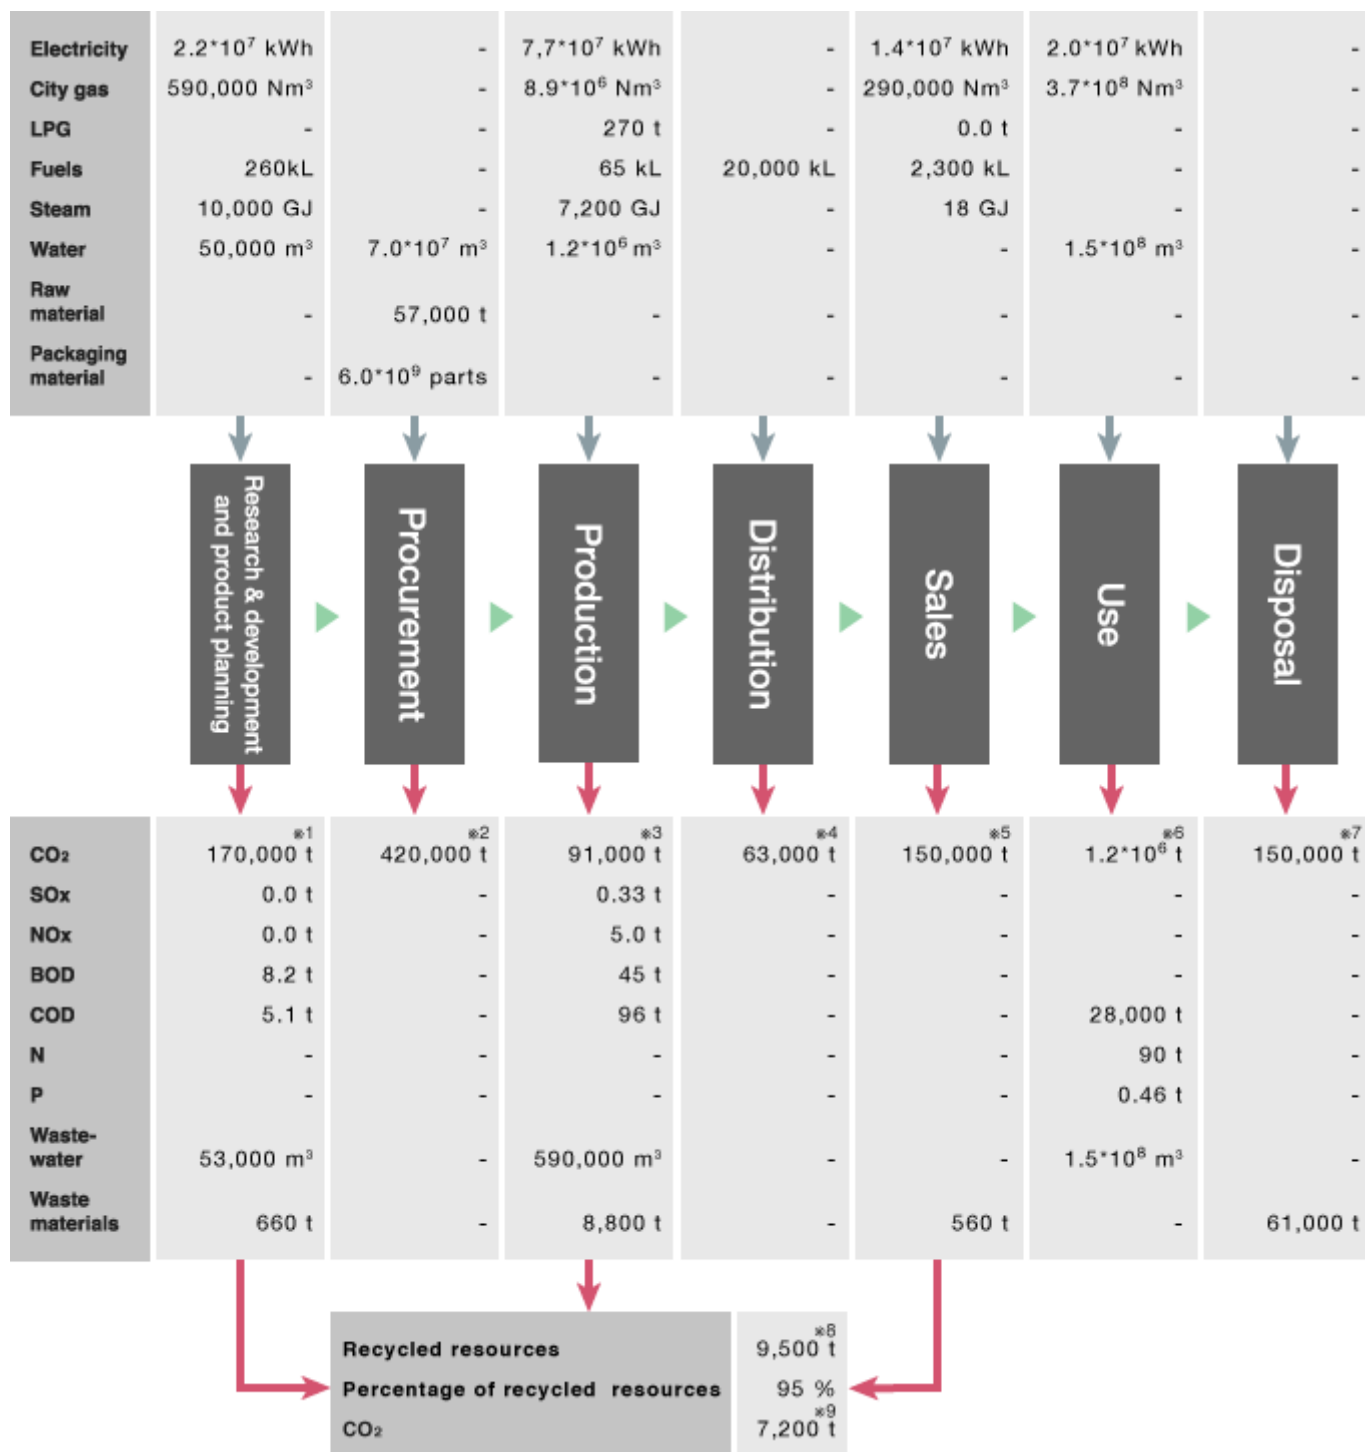 Electricity 2.2*10⁷ kWh - 7,7*10⁷ kWh - 1.4*10⁷ kWh 2.0*10⁷ kWh -
City gas 590,000 Nm³ - 8.9*10⁶ Nm³ - 290,000 Nm³ 3.7*10⁸ Nm³ -
LPG - - 270 t - 0.0 t - -
Fuels 260kL - 65 kL 20,000 kL 2,300 kL - -
Steam 10,000 GJ - 7,200 GJ - 18 GJ - -
Water 50,000 m³ 7.0*10⁷ m³ 1.2*10⁶ m³ - - 1.5*10⁸ m³ -
Raw
material - 57,000 t - - - - -
Packaging
material - 6.0*10⁹ parts - - - - -
Research & development
and product planning
Procurement
Production
Distribution
Sales
Use
Disposal
※1 ※2 ※3 ※4 ※5 ※6 ※7
CO₂ 170,000 t 420,000 t 91,000 t 63,000 t 150,000 t 1.2*10⁶ t 150,000 t
SOx 0.0 t - 0.33 t - - - -
NOx 0.0 t - 5.0 t - - - -
BOD 8.2 t - 45 t - - - -
COD 5.1 t - 96 t - - 28,000 t -
N - - - - - 90 t -
P - - - - - 0.46 t -
Waste-
water 53,000 m³ - 590,000 m³ - - 1.5*10⁸ m³ -
Waste
materials 660 t - 8,800 t - 560 t - 61,000 t
※8
Recycled resources 9,500 t
Percentage of recycled resources 95 %
※9
CO₂ 7,200 t